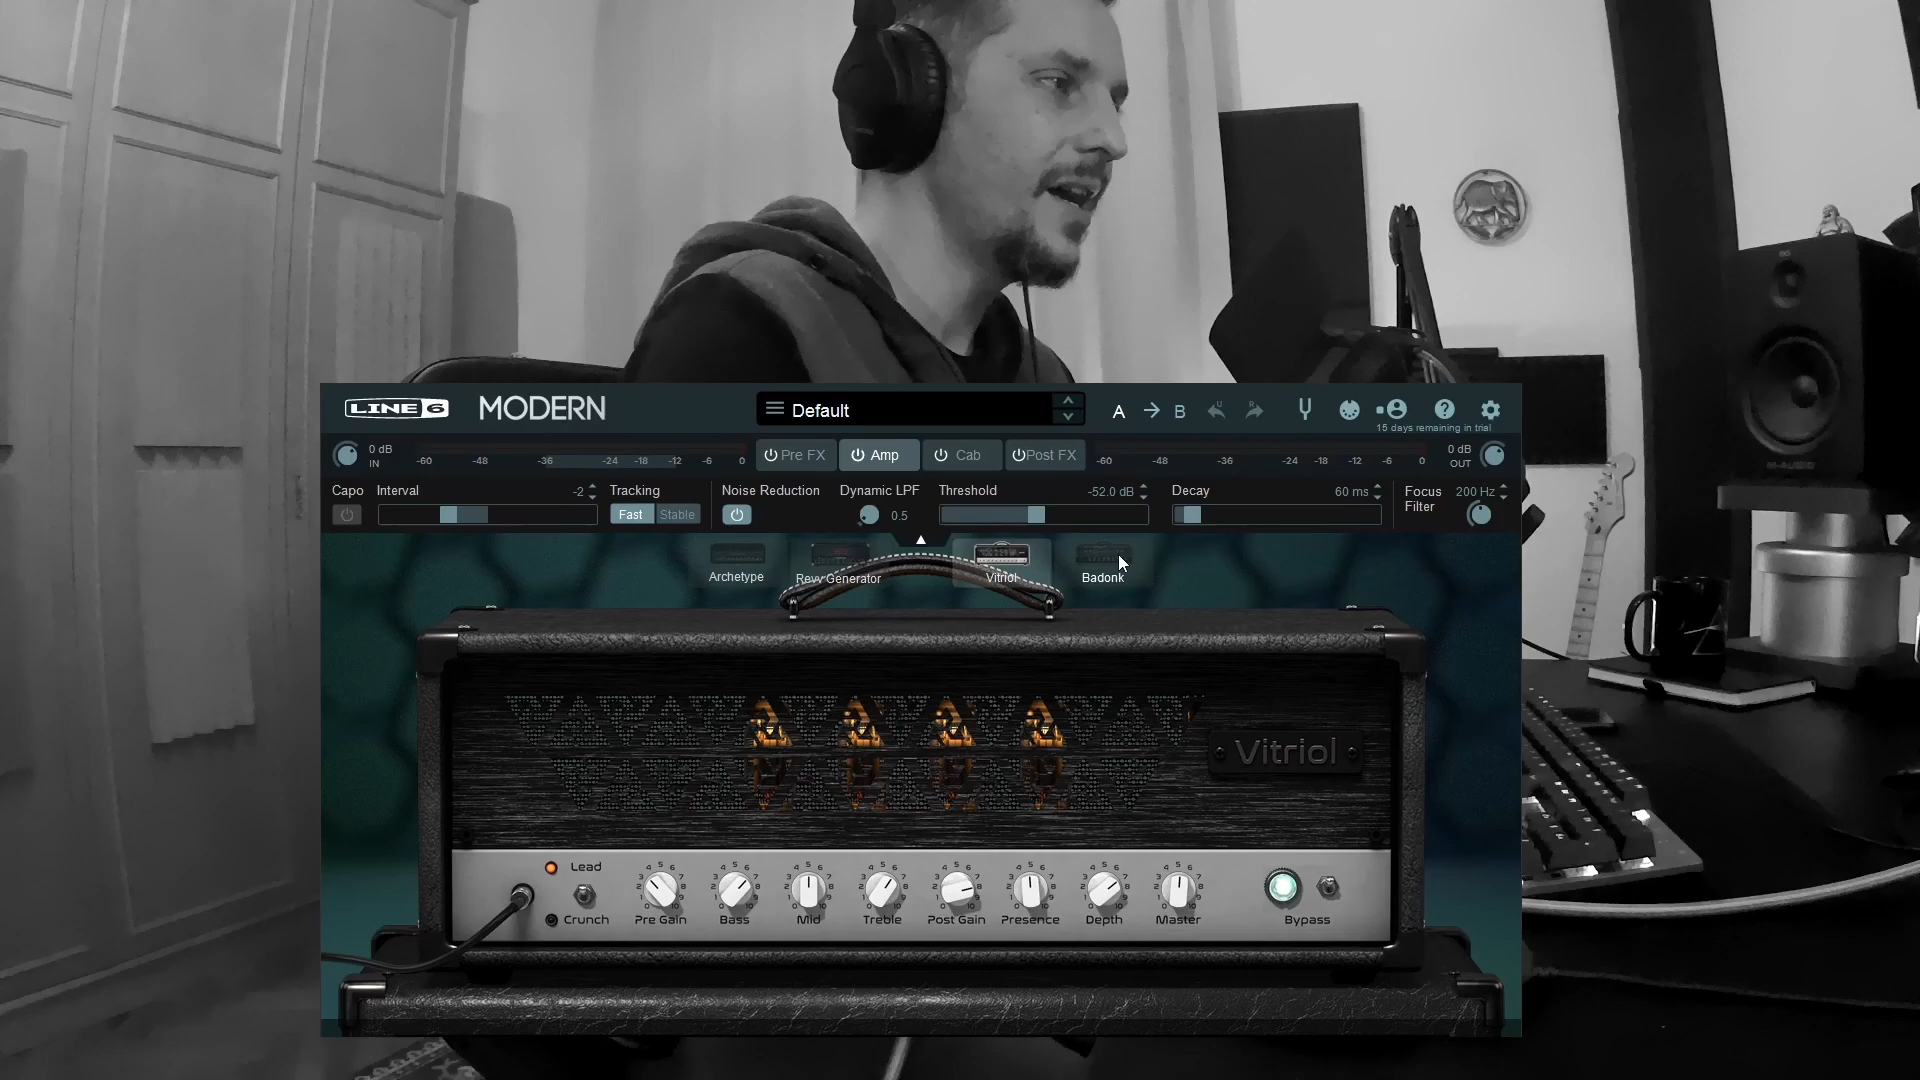 LINE 6 MODERN Default A B
15 days remaining in trial
0 dB IN -60 -48 -36 -24 -18 -12 -6 0 Pre FX Amp Cab Post FX -60 -48 -36 -24 -18 -12 -6 0 0 dB OUT
Capo Interval -2 Tracking Noise Reduction Dynamic LPF Threshold -52.0 dB Decay 60 ms Focus Filter 200 Hz
Fast Stable 0.5
Archetype Revv Generator Vitriol Badonk
Vitriol
Lead
Crunch Pre Gain Bass Mid Treble Post Gain Presence Depth Master Bypass
M-AUDIO